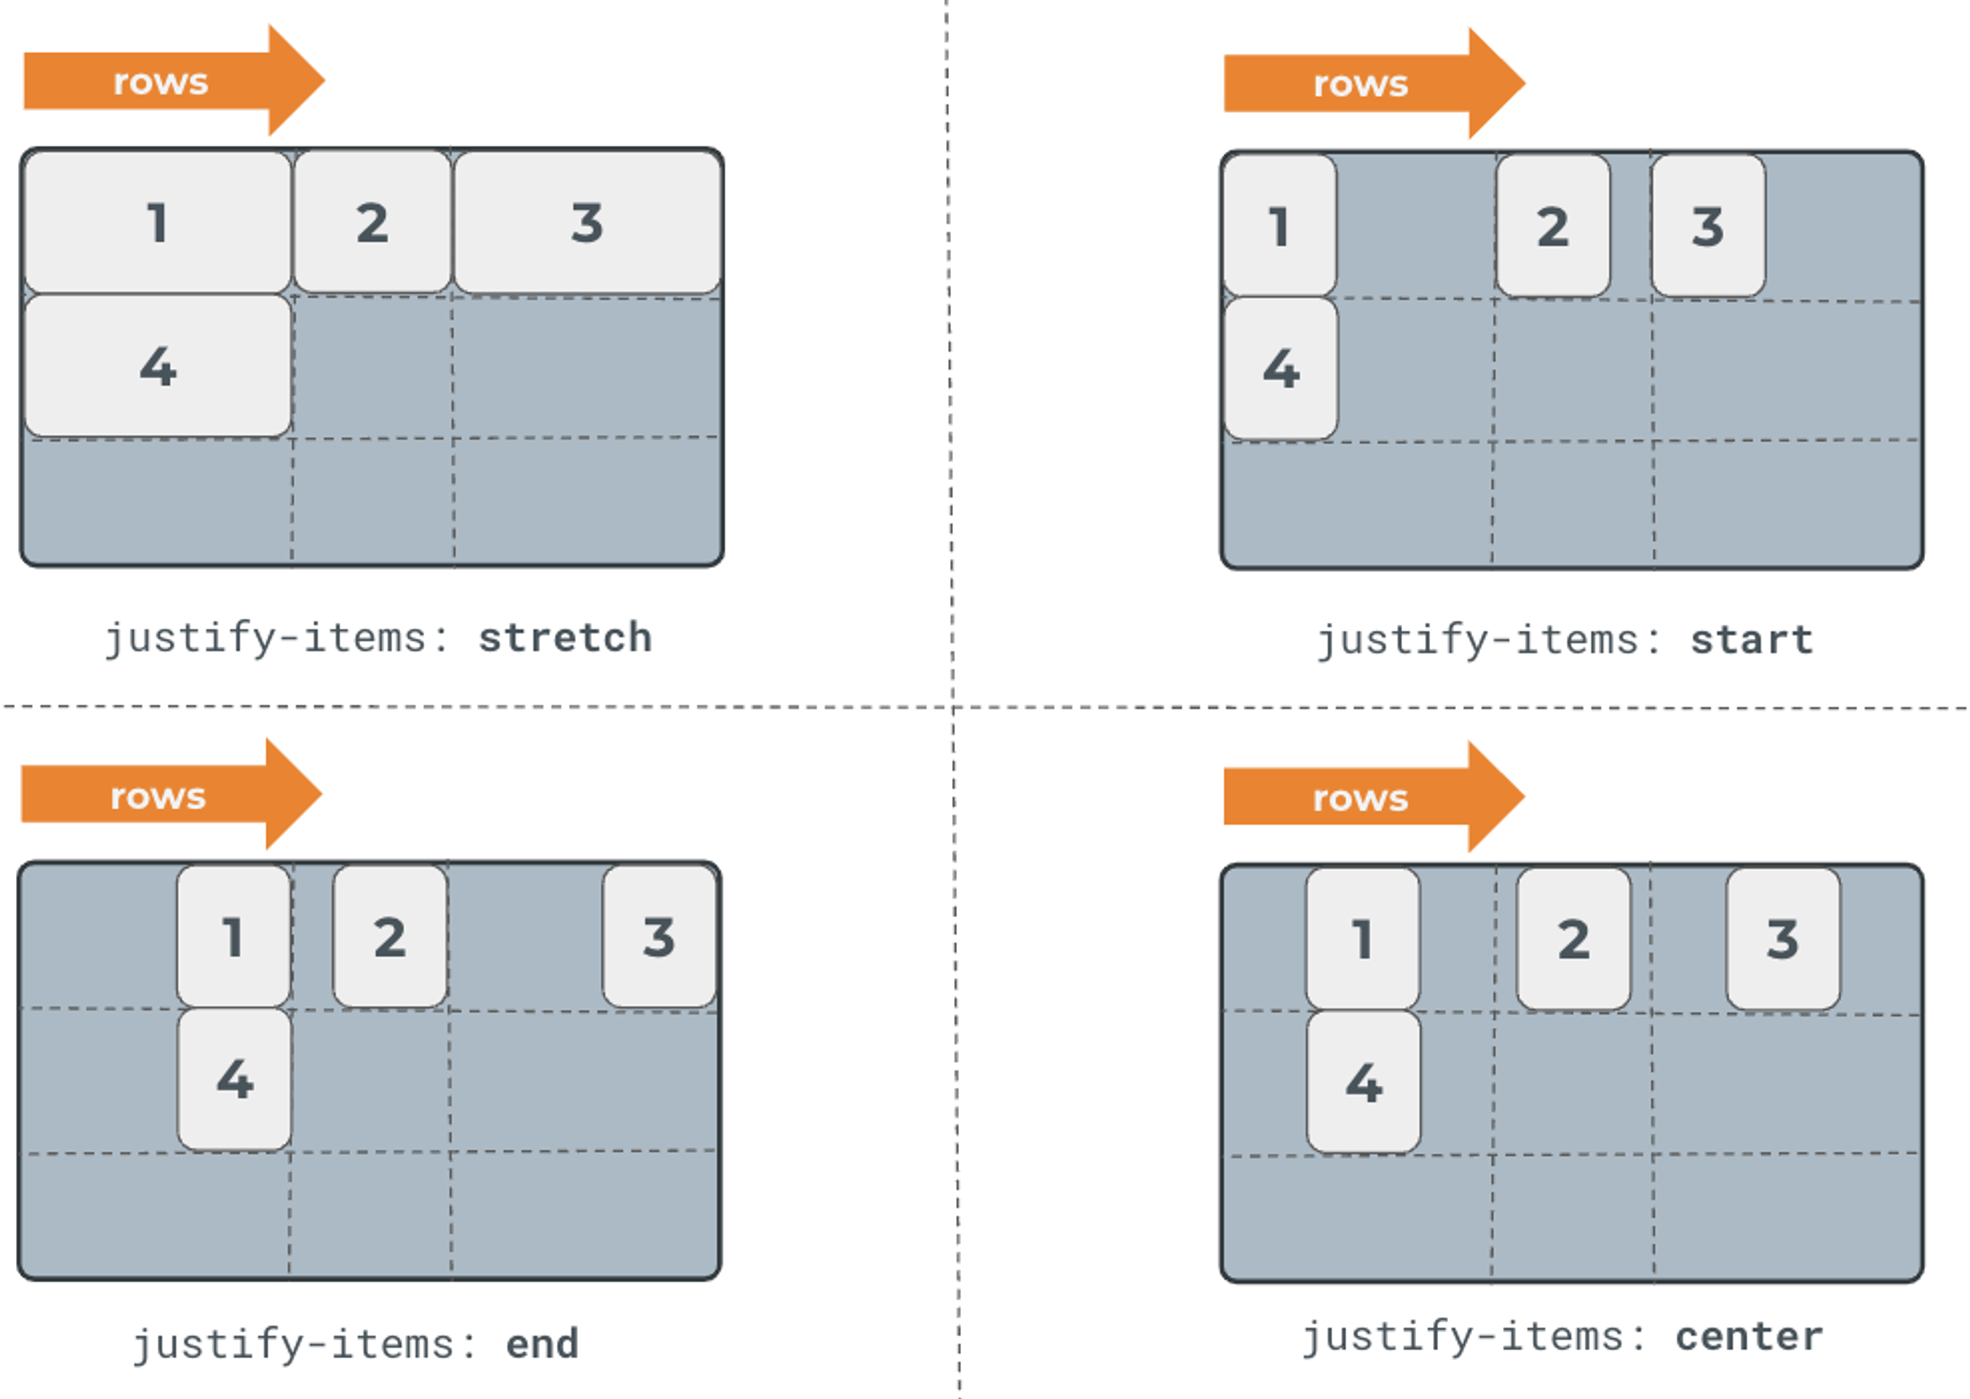 rows
1 2 3
4
justify-items: stretch
rows
1 2 3
4
justify-items: start
rows
1 2 3
4
justify-items: end
rows
1 2 3
4
justify-items: center